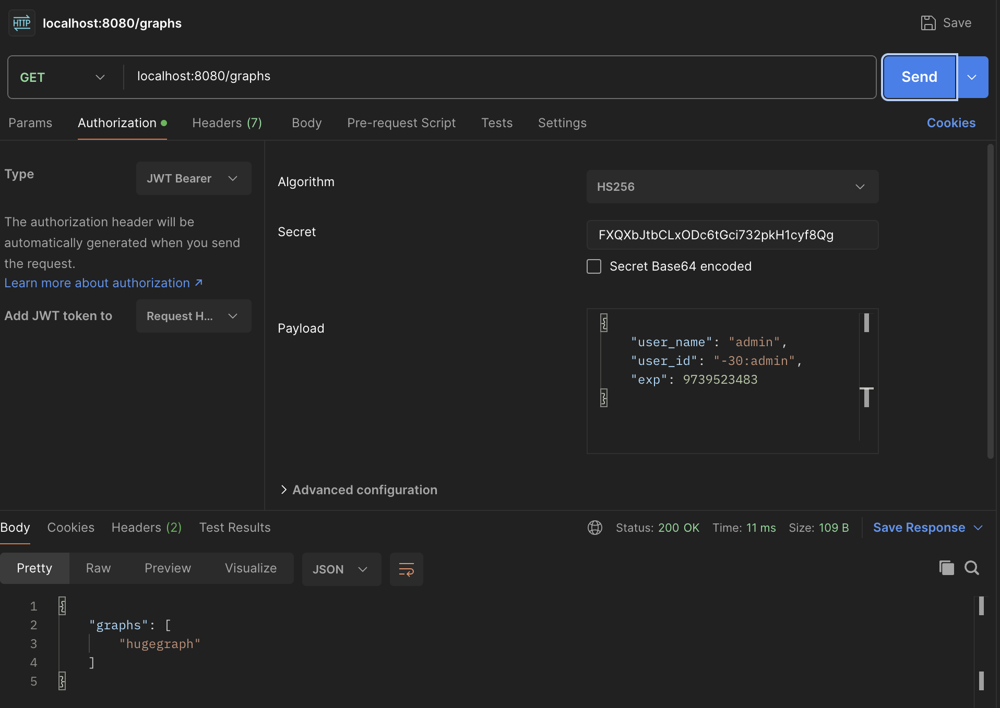 HTTP localhost:8080/graphs Save
GET localhost:8080/graphs Send
Params Authorization Headers (7) Body Pre-request Script Tests Settings Cookies
Type JWT Bearer
The authorization header will be
automatically generated when you send
the request.
Learn more about authorization ↗
Add JWT token to Request H...
Algorithm HS256
Secret FXQXbJtbCLxODc6tGci732pkH1cyf8Qg
Secret Base64 encoded
Payload
{
"user_name": "admin",
"user_id": "-30:admin",
"exp": 9739523483
}
Advanced configuration
Body Cookies Headers (2) Test Results Status: 200 OK Time: 11 ms Size: 109 B Save Response
Pretty Raw Preview Visualize JSON
1 {
2 "graphs": [
3 "hugegraph"
4 ]
5 }